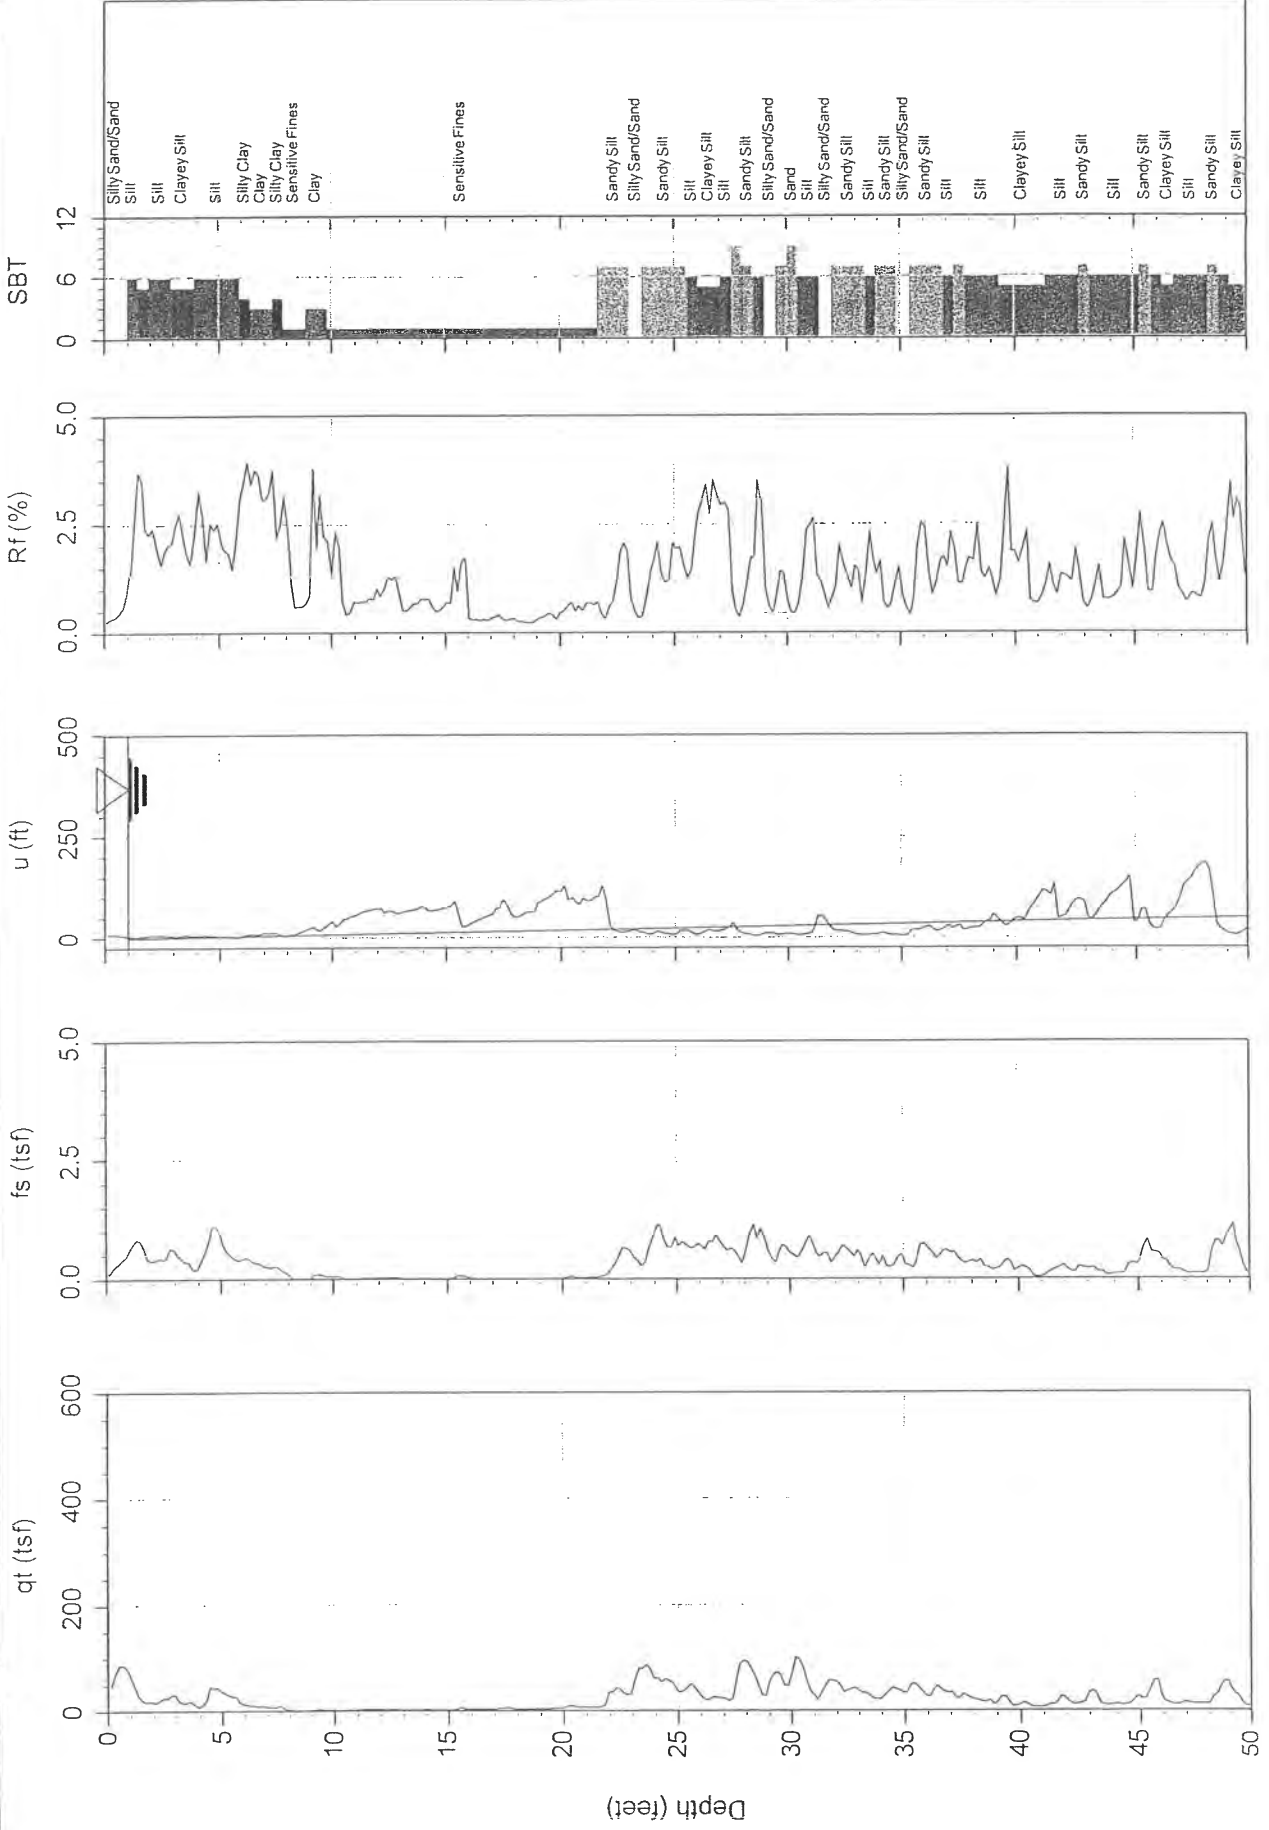 SBT
12
6
0
Silty Sand/Sand
Silt
Silt
Clayey Silt
Silt
Silty Clay
Clay
Silty Clay
Sensitive Fines
Clay
Sensitive Fines
Sandy Silt
Silty Sand/Sand
Sandy Silt
Silt
Clayey Silt
Silt
Sandy Silt
Silty Sand/Sand
Sand
Silt
Silty Sand/Sand
Sandy Silt
Silt
Sandy Silt
Silty Sand/Sand
Sandy Silt
Silt
Silt
Clayey Silt
Silt
Sandy Silt
Silt
Sandy Silt
Clayey Silt
Silt
Sandy Silt
Clayey Silt
Rf (%)
5.0
2.5
0.0
u (ft)
500
250
0
fs (tsf)
5.0
2.5
0.0
qt (tsf)
600
400
200
0
0
5
10
15
20
25
30
35
40
45
50
Depth (feet)